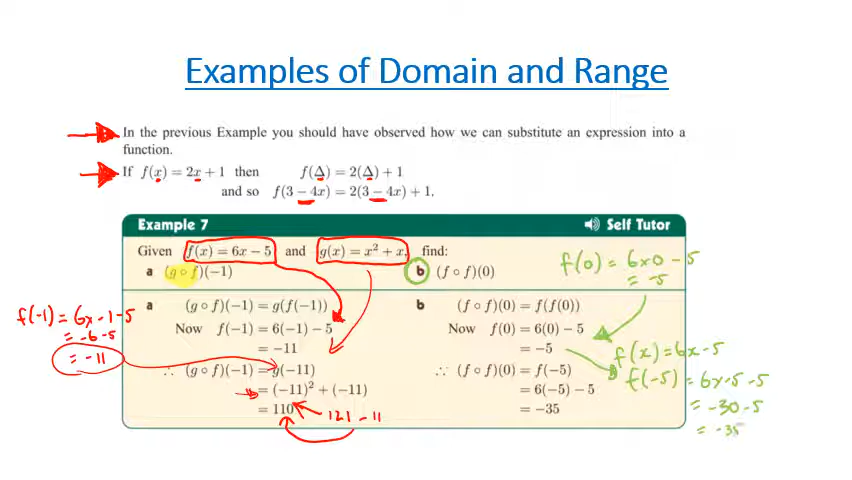 Examples of Domain and Range
In the previous Example you should have observed how we can substitute an expression into a
function.
If f(x) = 2x + 1 then f(Δ) = 2(Δ) + 1
and so f(3 − 4x) = 2(3 − 4x) + 1.
Example 7 Self Tutor
Given f(x) = 6x − 5 and g(x) = x² + x, find:
a (g ∘ f)(−1) b (f ∘ f)(0)
f(0) = 6x0 − 5
= −5
a (g ∘ f)(−1) = g(f(−1))
Now f(−1) = 6(−1) − 5
= −11
∴ (g ∘ f)(−1) = g(−11)
= (−11)² + (−11)
= 110
f(-1) = 6x-1-5
= -6-5
= -11
121 - 11
b (f ∘ f)(0) = f(f(0))
Now f(0) = 6(0) − 5
= −5
∵ (f ∘ f)(0) = f(−5)
= 6(−5) − 5
= −35
f(x) = 6x-5
f(-5) = 6x-5-5
= -30-5
= -35